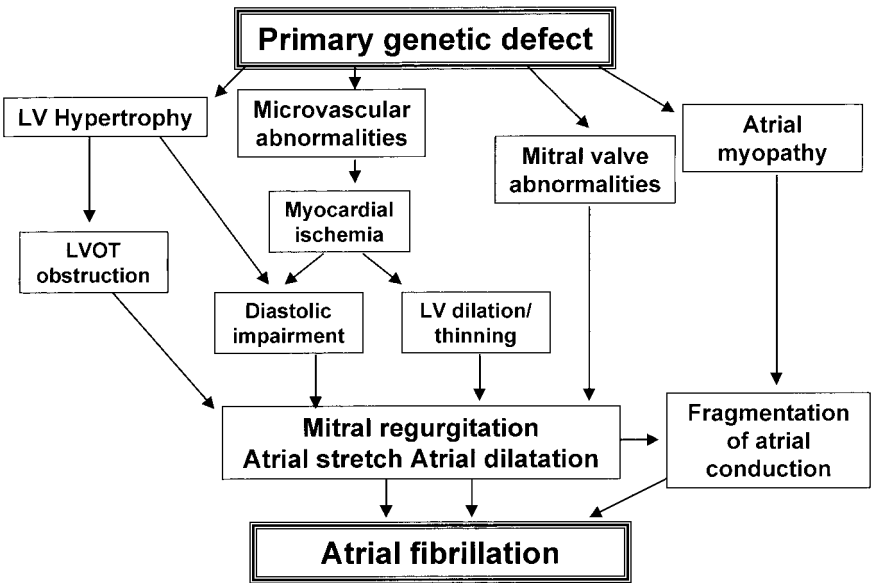 Primary genetic defect
LV Hypertrophy
Microvascular
abnormalities
Mitral valve
abnormalities
Atrial
myopathy
Myocardial
ischemia
LVOT
obstruction
Diastolic
impairment
LV dilation/
thinning
Mitral regurgitation
Atrial stretch Atrial dilatation
Fragmentation
of atrial
conduction
Atrial fibrillation